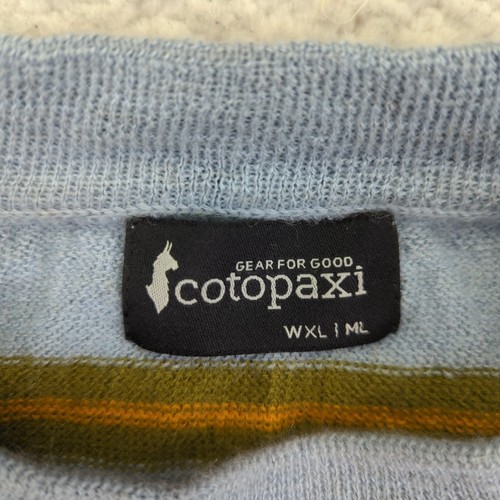 GEAR FOR GOOD
cotopaxi
WXL | ML